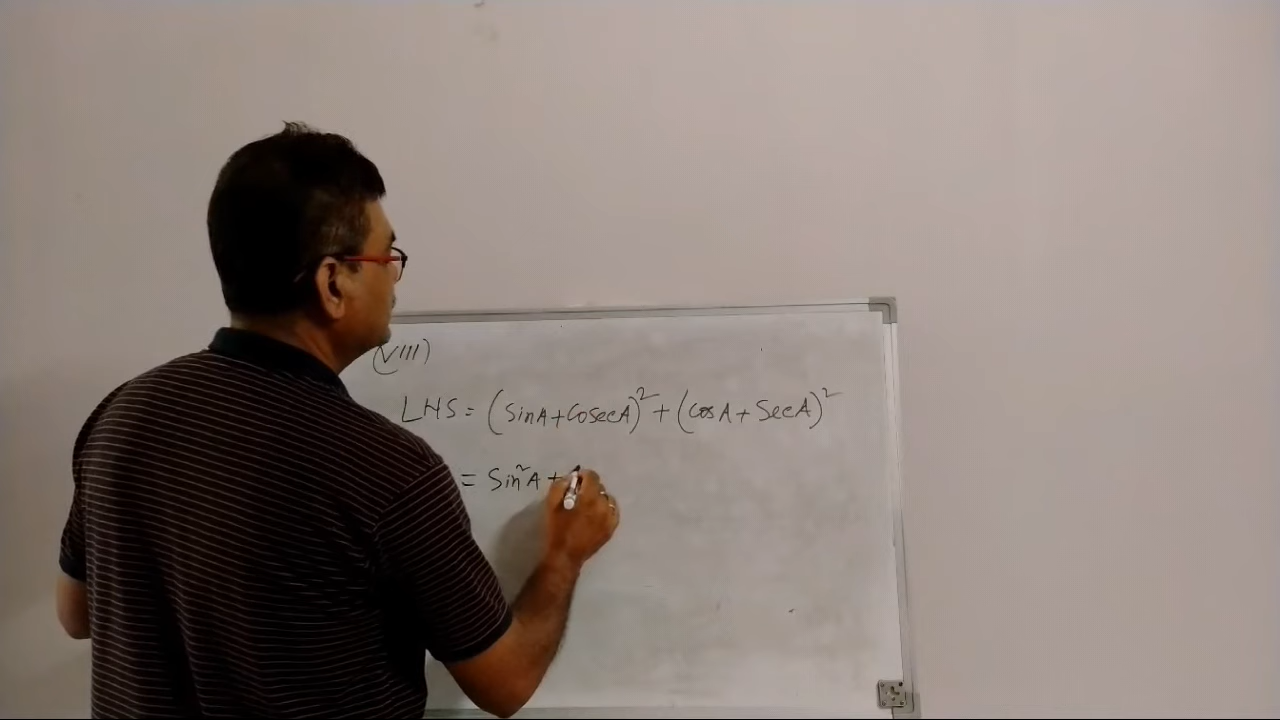 (VIII)
LHS = (SinA + CosecA)² + (CosA + SecA)²
= Sin²A +